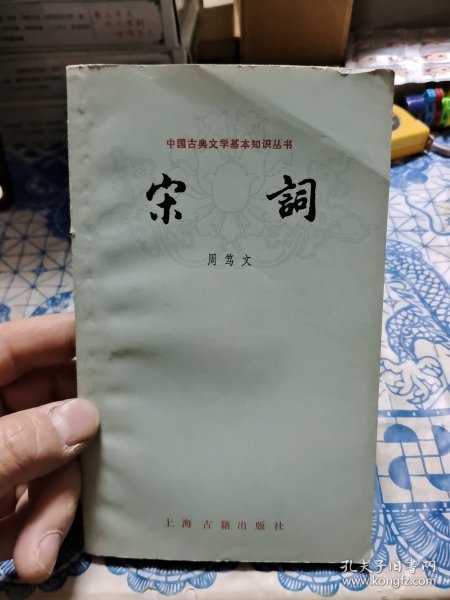 中国古典文学基本知识丛书
宋詞
周笃文
上海古籍出版社
孔夫子旧书网
www.kongfz.com